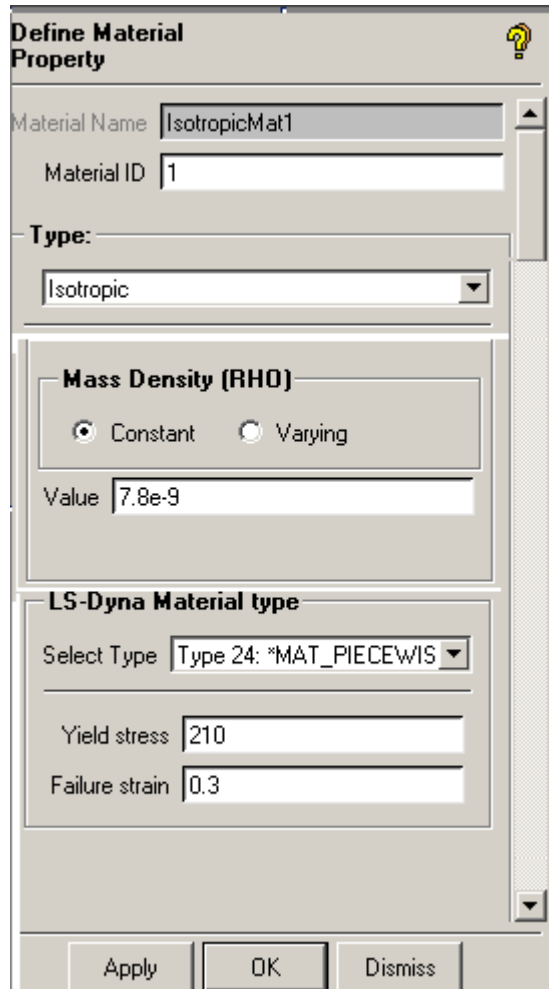 Define Material
Property
Material Name IsotropicMat1
Material ID 1
Type:
Isotropic
Mass Density (RHO)
Constant Varying
Value 7.8e-9
LS-Dyna Material type
Select Type Type 24: *MAT_PIECEWIS
Yield stress 210
Failure strain 0.3
Apply OK Dismiss